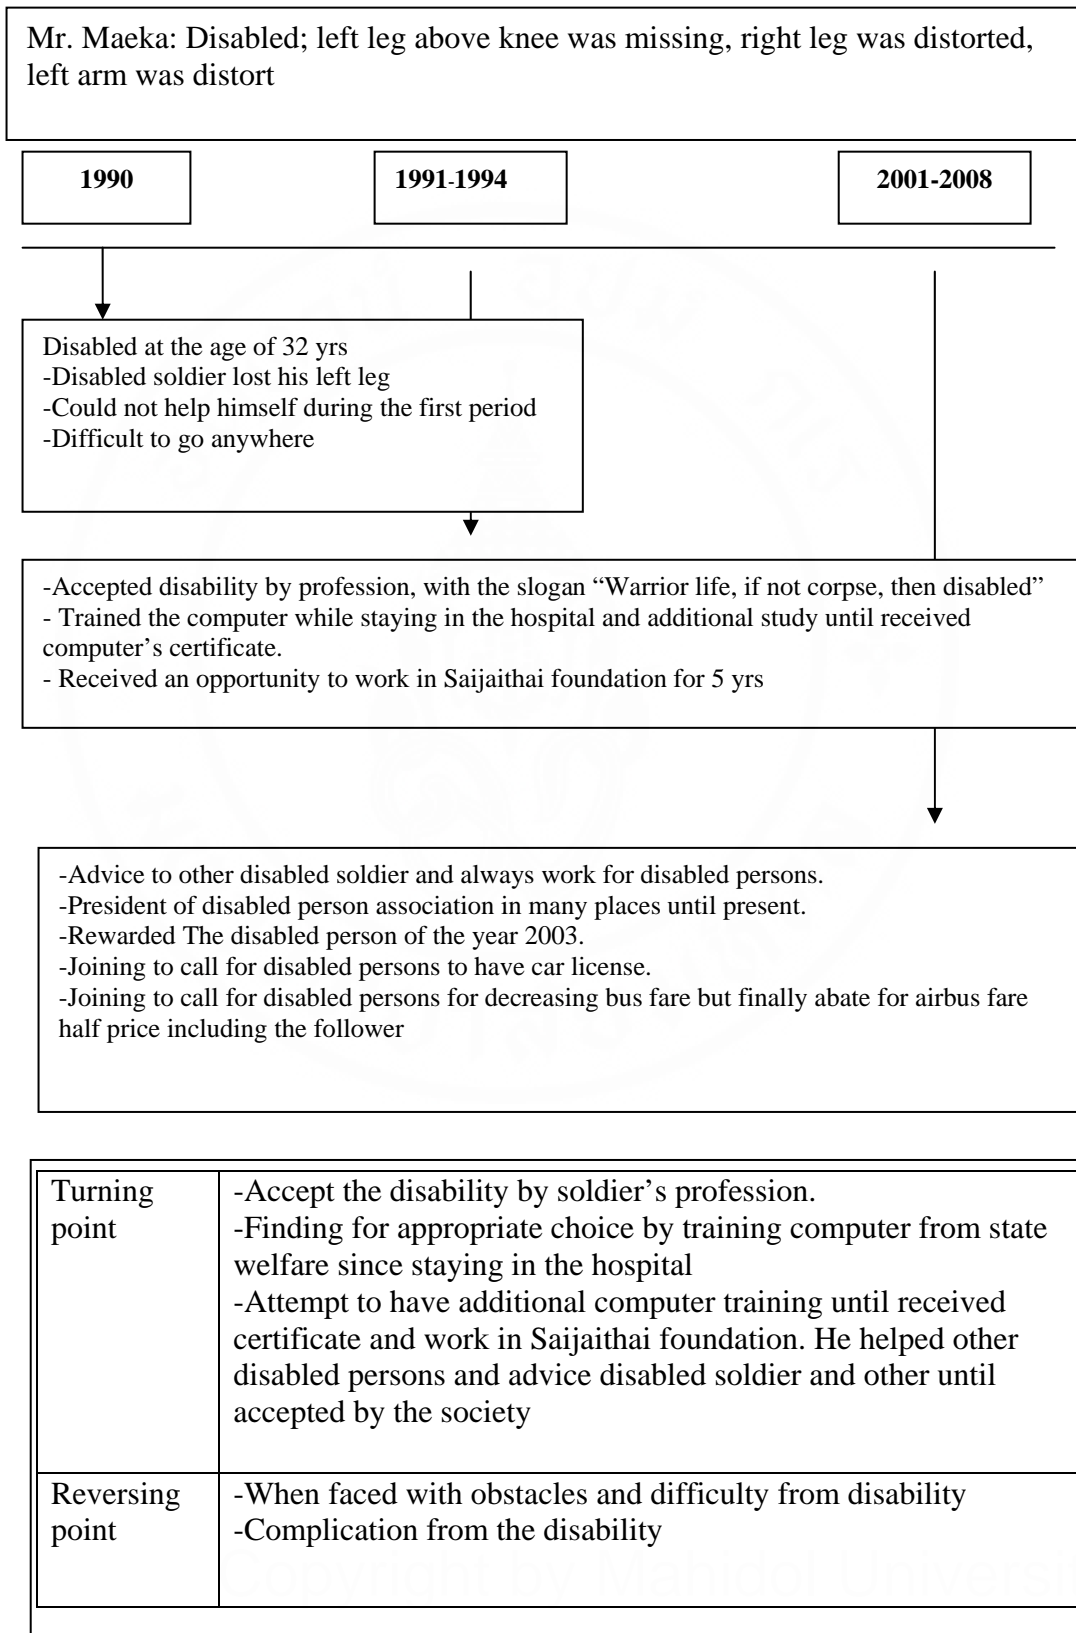 Mr. Maeka: Disabled; left leg above knee was missing, right leg was distorted,
left arm was distort
1990
1991-1994
2001-2008
Disabled at the age of 32 yrs
-Disabled soldier lost his left leg
-Could not help himself during the first period
-Difficult to go anywhere
-Accepted disability by profession, with the slogan “Warrior life, if not corpse, then disabled”
- Trained the computer while staying in the hospital and additional study until received
computer’s certificate.
- Received an opportunity to work in Saijaithai foundation for 5 yrs
-Advice to other disabled soldier and always work for disabled persons.
-President of disabled person association in many places until present.
-Rewarded The disabled person of the year 2003.
-Joining to call for disabled persons to have car license.
-Joining to call for disabled persons for decreasing bus fare but finally abate for airbus fare
half price including the follower
Turning
point
-Accept the disability by soldier’s profession.
-Finding for appropriate choice by training computer from state
welfare since staying in the hospital
-Attempt to have additional computer training until received
certificate and work in Saijaithai foundation. He helped other
disabled persons and advice disabled soldier and other until
accepted by the society
Reversing
point
-When faced with obstacles and difficulty from disability
-Complication from the disability
Copyright by Mahidol Universi